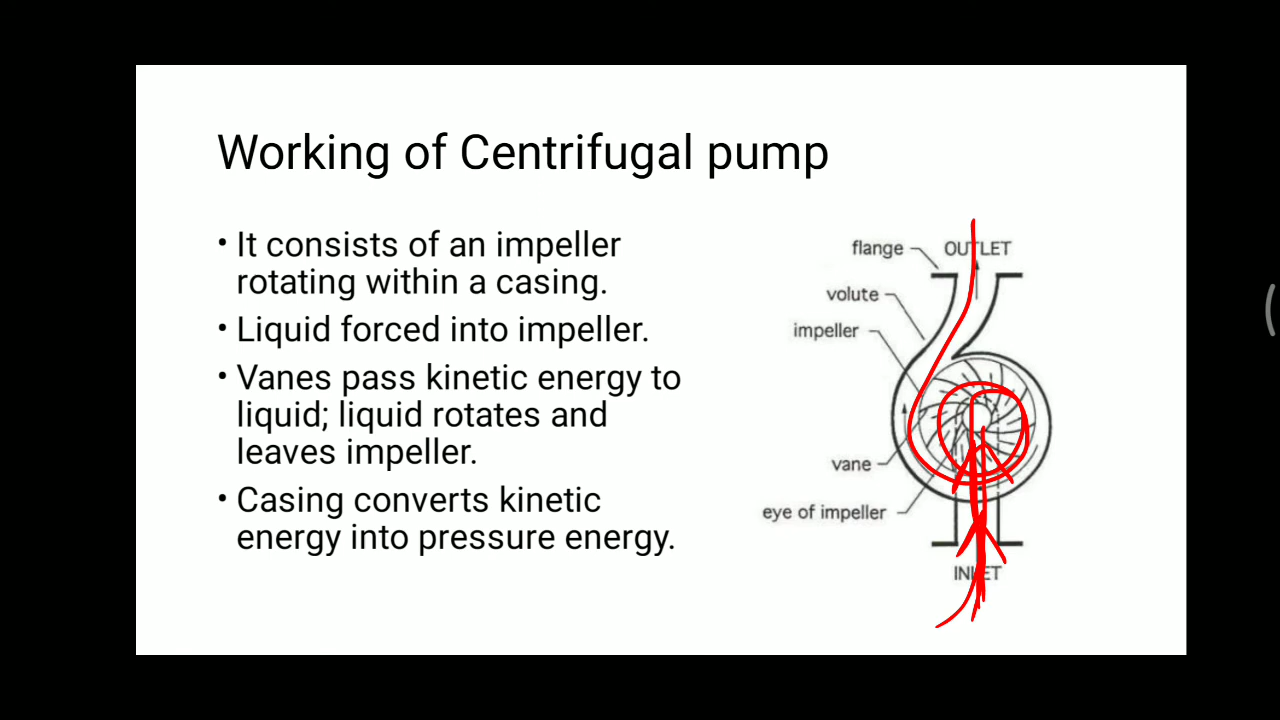 Working of Centrifugal pump
• It consists of an impeller
rotating within a casing.
• Liquid forced into impeller.
• Vanes pass kinetic energy to
liquid; liquid rotates and
leaves impeller.
• Casing converts kinetic
energy into pressure energy.
flange
OUTLET
volute
impeller
vane
eye of impeller
INLET